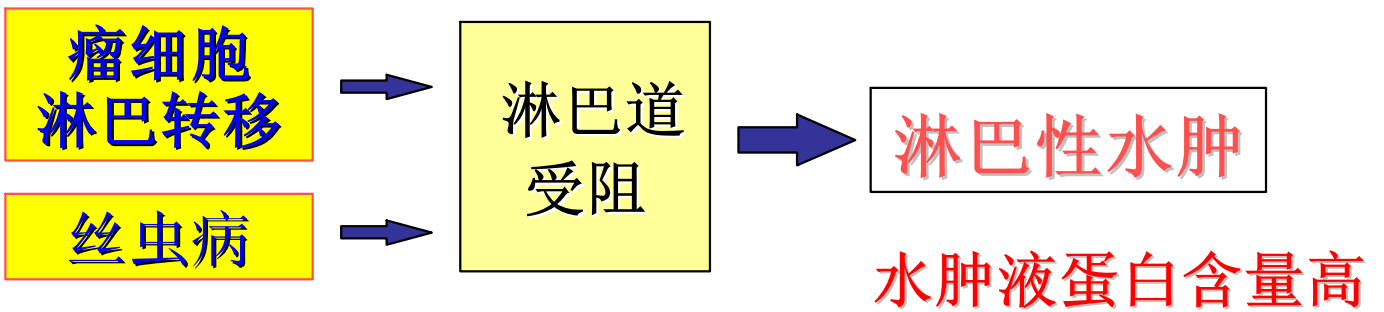 瘤细胞
淋巴转移
丝虫病
淋巴道
受阻
淋巴性水肿
水肿液蛋白含量高